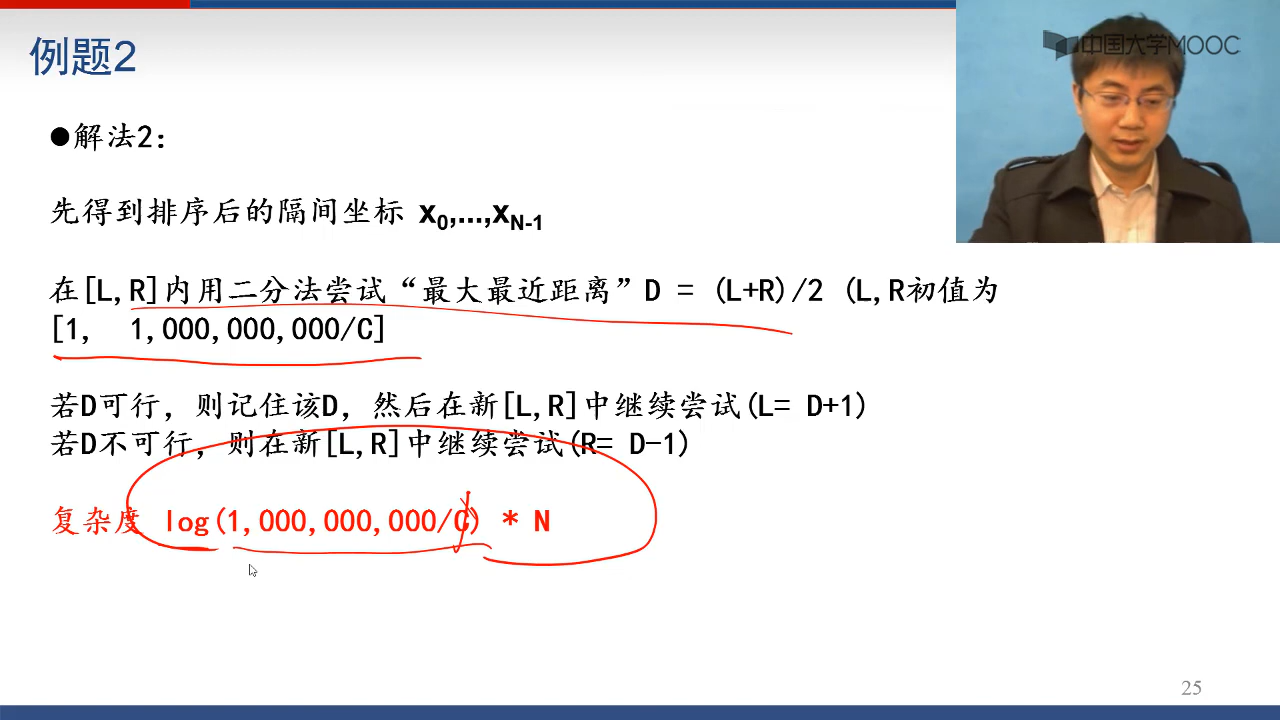 例题2
中国大学MOOC
●解法2：
先得到排序后的隔间坐标 x0,...,xN-1
在[L,R]内用二分法尝试“最大最近距离”D = (L+R)/2 (L,R初值为
[1, 1,000,000,000/C]
若D可行，则记住该D，然后在新[L,R]中继续尝试(L= D+1)
若D不可行，则在新[L,R]中继续尝试(R= D-1)
复杂度 log(1,000,000,000/C) * N
25